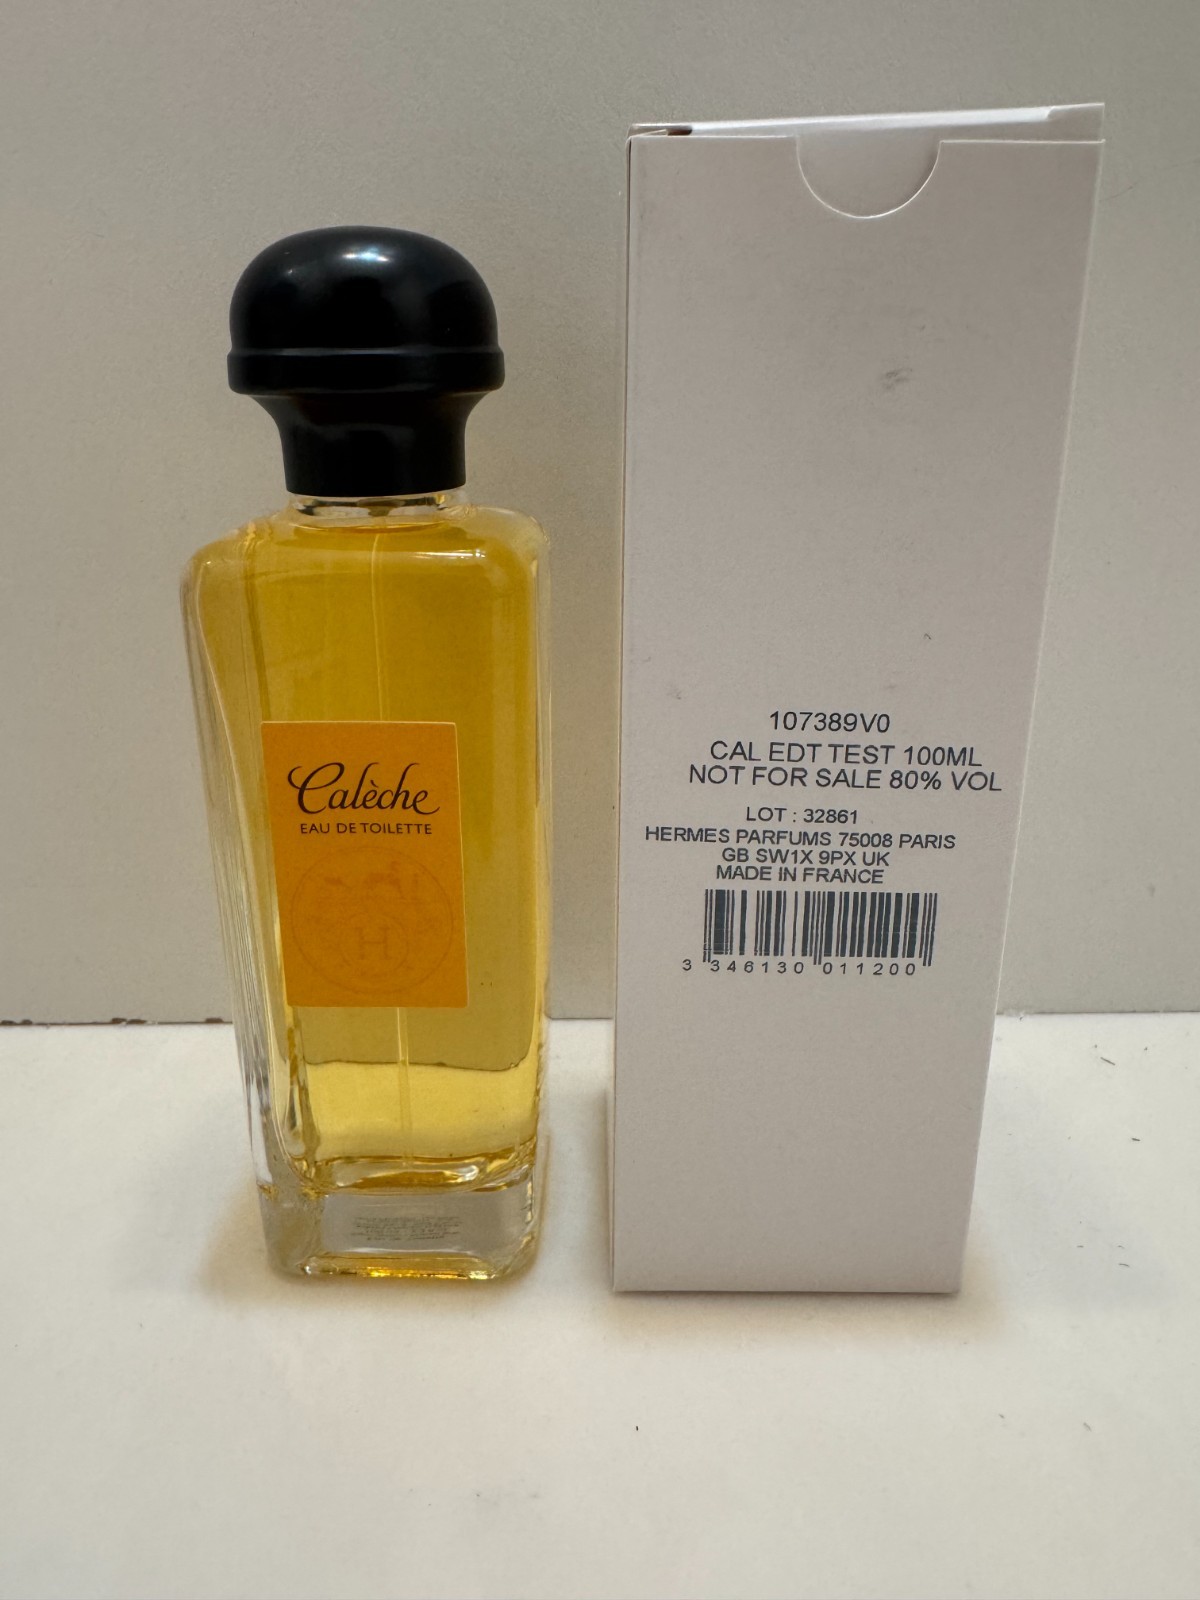 Calèche
EAU DE TOILETTE
H
107389V0
CAL EDT TEST 100ML
NOT FOR SALE 80% VOL
LOT : 32861
HERMES PARFUMS 75008 PARIS
GB SW1X 9PX UK
MADE IN FRANCE
3 346130 011200